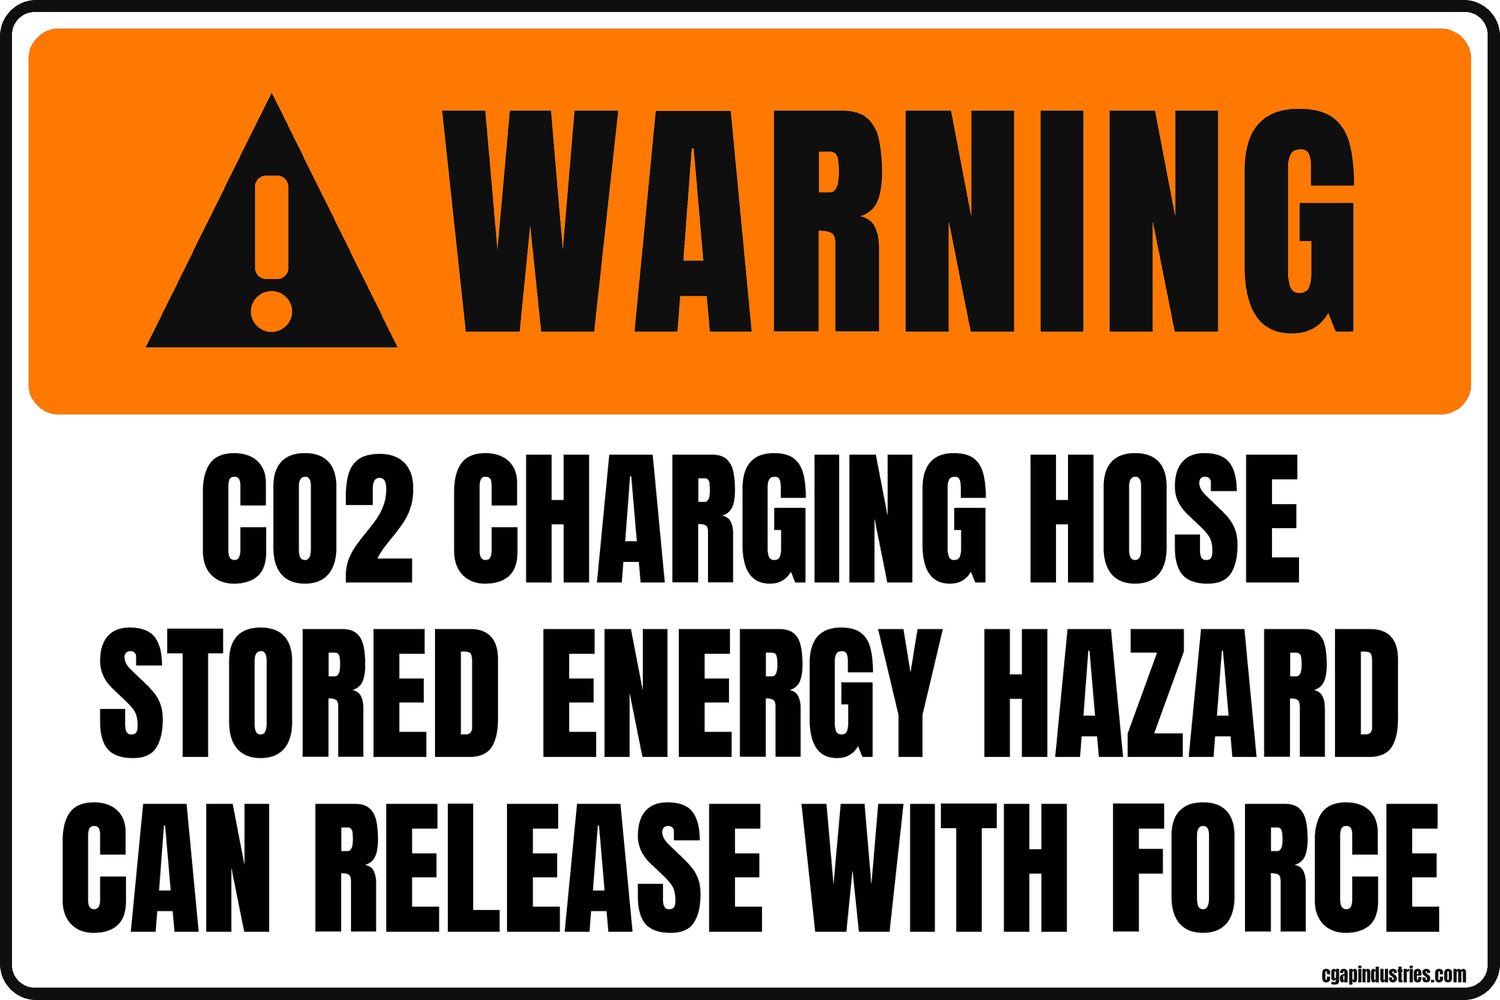 WARNING
CO2 CHARGING HOSE
STORED ENERGY HAZARD
CAN RELEASE WITH FORCE
cgapindustries.com